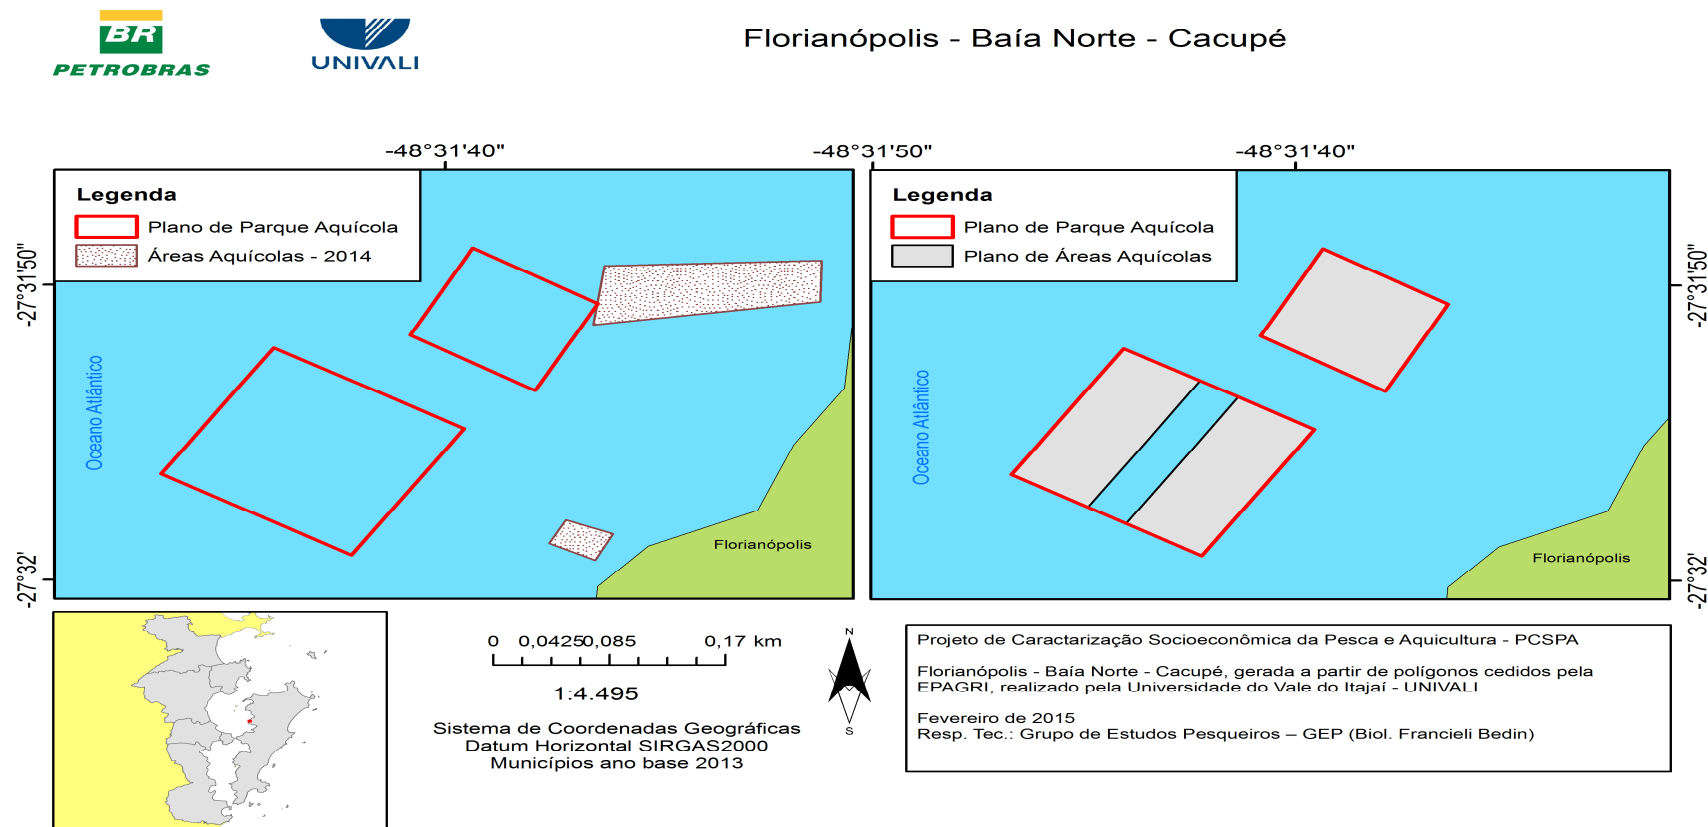 BR
PETROBRAS
UNIVALI
Florianópolis - Baía Norte - Cacupé
-48°31'40"
-48°31'50"
-48°31'40"
Legenda
Plano de Parque Aquícola
Áreas Aquícolas - 2014
-27°31'50"
-27°32'
Oceano Atlântico
Florianópolis
Legenda
Plano de Parque Aquícola
Plano de Áreas Aquícolas
-27°31'50"
-27°32'
Oceano Atlântico
Florianópolis
0 0,0425 0,085 0,17 km
1:4.495
Sistema de Coordenadas Geográficas
Datum Horizontal SIRGAS2000
Municípios ano base 2013
N
S
Projeto de Caractarização Socioeconômica da Pesca e Aquicultura - PCSPA
Florianópolis - Baía Norte - Cacupé, gerada a partir de polígonos cedidos pela
EPAGRI, realizado pela Universidade do Vale do Itajaí - UNIVALI
Fevereiro de 2015
Resp. Tec.: Grupo de Estudos Pesqueiros – GEP (Biol. Francieli Bedin)